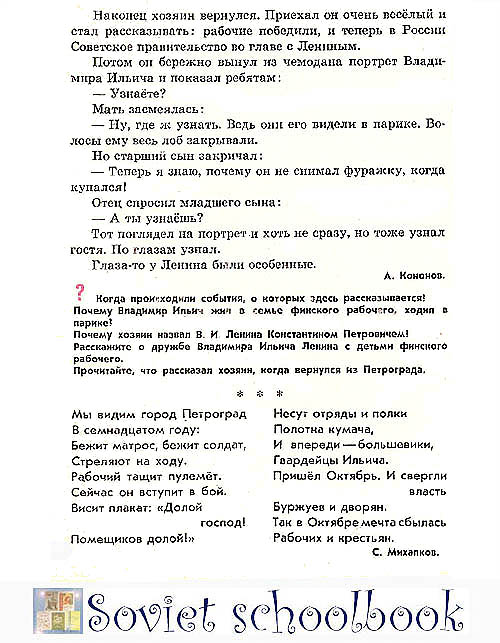 Наконец хозяин вернулся. Приехал он очень весёлый и
стал рассказывать: рабочие победили, и теперь в России
Советское правительство во главе с Лениным.
Потом он бережно вынул из чемодана портрет Влади-
мира Ильича и показал ребятам:
— Узнаёте?
Мать засмеялась:
— Ну, где ж узнать. Ведь они его видели в парике. Во-
лосы ему весь лоб закрывали.
Но старший сын закричал:
— Теперь я знаю, почему он не снимал фуражку, когда
купался!
Отец спросил младшего сына:
— А ты узнаёшь?
Тот поглядел на портрет и хоть не сразу, но тоже узнал
гостя. По глазам узнал.
Глаза-то у Ленина были особенные.
А. Кононов.
? Когда происходили события, о которых здесь рассказывается?
Почему Владимир Ильич жил в семье финского рабочего, ходил в
парике?
Почему хозяин назвал В. И. Ленина Константином Петровичем?
Расскажите о дружбе Владимира Ильича Ленина с детьми финского
рабочего.
Прочитайте, что рассказал хозяин, когда вернулся из Петрограда.
* * *
Мы видим город Петроград
В семнадцатом году:
Бежит матрос, бежит солдат,
Стреляют на ходу.
Рабочий тащит пулемёт.
Сейчас он вступит в бой.
Висит плакат: «Долой
господ!
Помещиков долой!»
Несут отряды и полки
Полотна кумача,
И впереди — большевики,
Гвардейцы Ильича.
Пришёл Октябрь. И свергли
власть
Буржуев и дворян.
Так в Октябре мечта сбылась
Рабочих и крестьян.
С. Михалков.
Soviet schoolbook